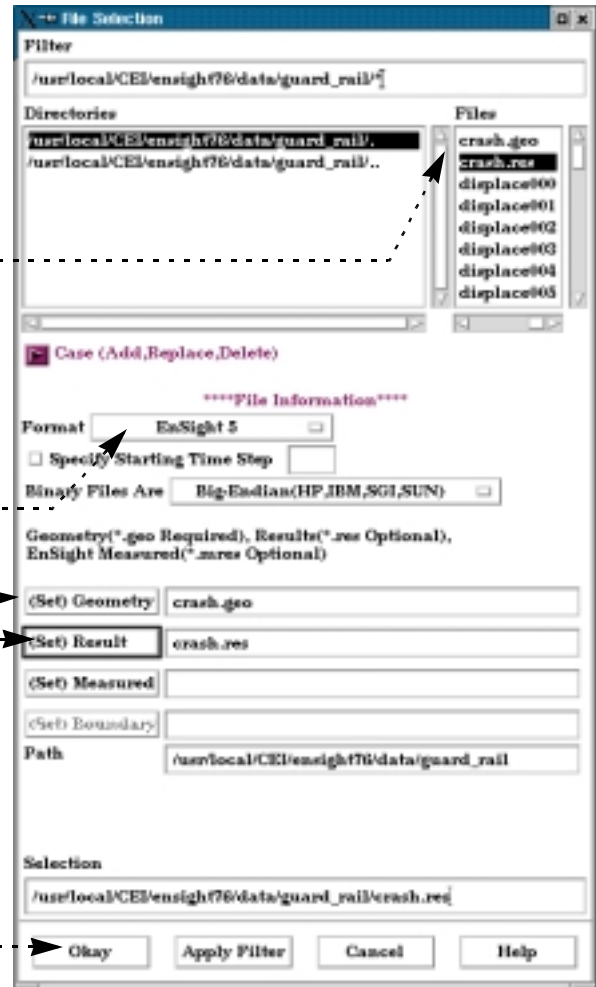 File Selection
Filter
/usr/local/CEI/ensight76/data/guard_rail/*
Directories
Files
/usr/local/CEI/ensight76/data/guard_rail/.
/usr/local/CEI/ensight76/data/guard_rail/..
crash.geo
crash.res
displace000
displace001
displace002
displace003
displace004
displace005
Case (Add,Replace,Delete)
****File Information****
Format EnSight 5
Specify Starting Time Step
Binary Files Are Big-Endian(HP,IBM,SGI,SUN)
Geometry(*.geo Required), Results(*.res Optional),
EnSight Measured(*.mres Optional)
(Set) Geometry crash.geo
(Set) Result crash.res
(Set) Measured
(Set) Boundary
Path /usr/local/CEI/ensight76/data/guard_rail
Selection
/usr/local/CEI/ensight76/data/guard_rail/crash.res
Okay Apply Filter Cancel Help